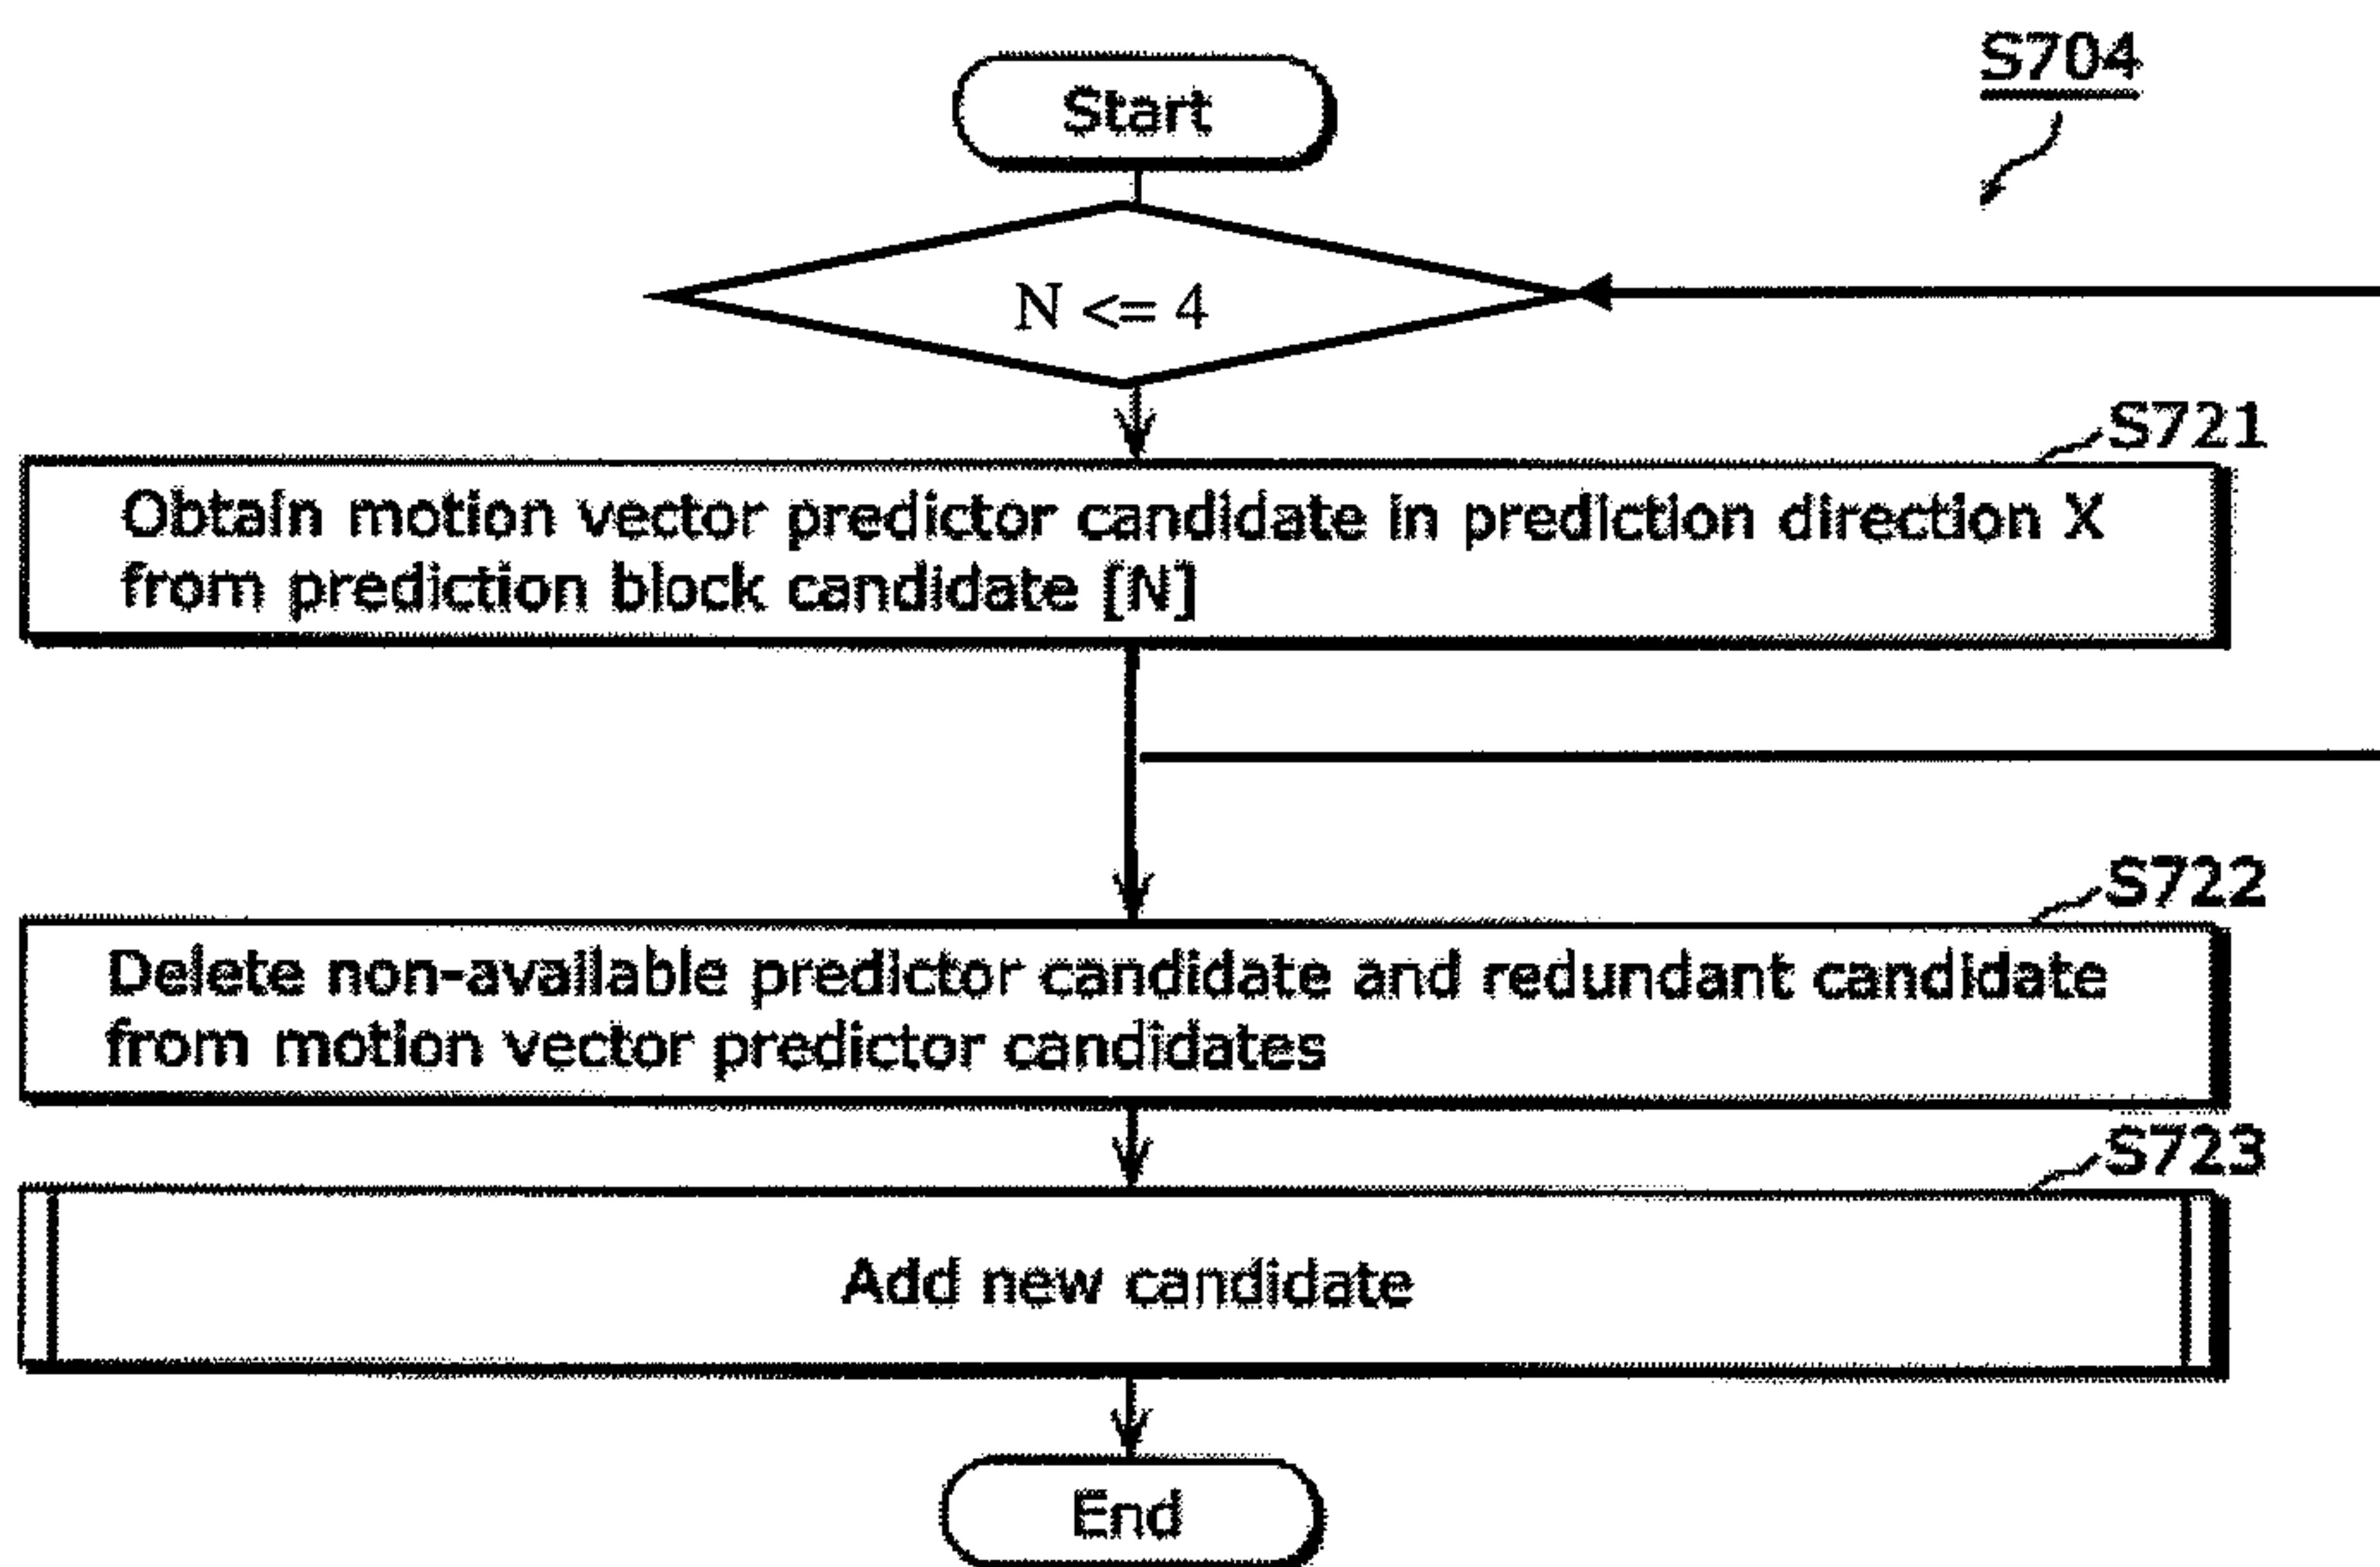 S704
Start
N <= 4
S721
Obtain motion vector predictor candidate in prediction direction X
from prediction block candidate [N]
S722
Delete non-available predictor candidate and redundant candidate
from motion vector predictor candidates
S723
Add new candidate
End